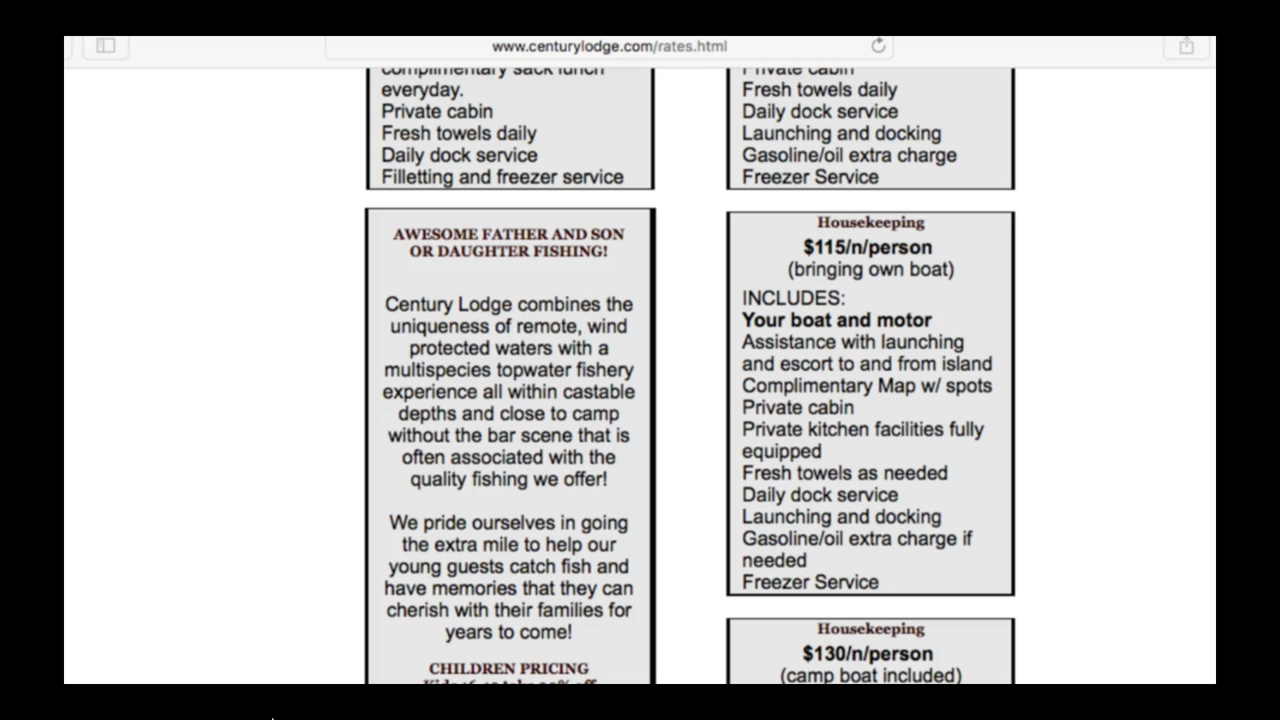 www.centurylodge.com/rates.html
complimentary sack lunch
everyday.
Private cabin
Fresh towels daily
Daily dock service
Filletting and freezer service
AWESOME FATHER AND SON
OR DAUGHTER FISHING!
Century Lodge combines the
uniqueness of remote, wind
protected waters with a
multispecies topwater fishery
experience all within castable
depths and close to camp
without the bar scene that is
often associated with the
quality fishing we offer!
We pride ourselves in going
the extra mile to help our
young guests catch fish and
have memories that they can
cherish with their families for
years to come!
CHILDREN PRICING
Private cabin
Fresh towels daily
Daily dock service
Launching and docking
Gasoline/oil extra charge
Freezer Service
Housekeeping
$115/n/person
(bringing own boat)
INCLUDES:
Your boat and motor
Assistance with launching
and escort to and from island
Complimentary Map w/ spots
Private cabin
Private kitchen facilities fully
equipped
Fresh towels as needed
Daily dock service
Launching and docking
Gasoline/oil extra charge if
needed
Freezer Service
Housekeeping
$130/n/person
(camp boat included)